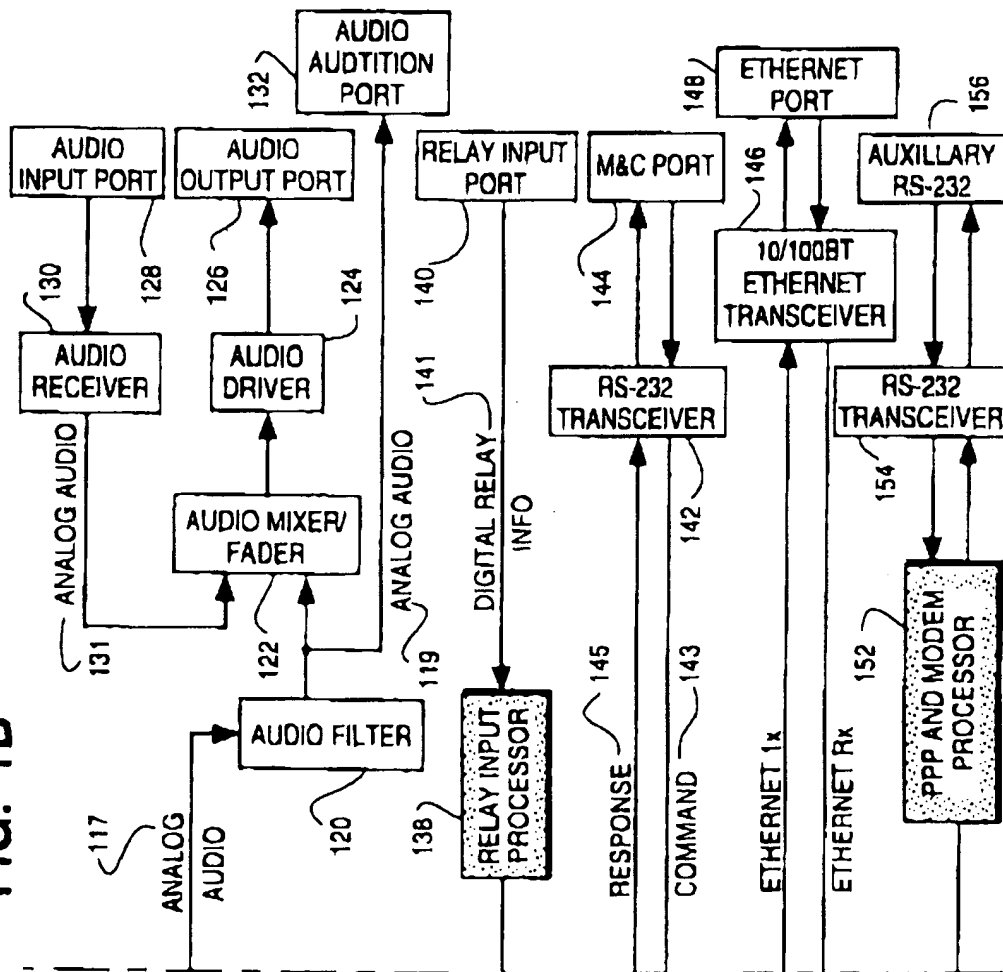 FIG. 1B
117
ANALOG
AUDIO
AUDIO FILTER
120
ANALOG AUDIO
131
AUDIO
RECEIVER
130
AUDIO
INPUT PORT
128
AUDIO MIXER/
FADER
122
AUDIO
DRIVER
124
AUDIO
OUTPUT PORT
126
AUDIO
AUDTITION
PORT
132
ANALOG AUDIO
119
RELAY INPUT
PROCESSOR
138
DIGITAL RELAY
INFO
141
RELAY INPUT
PORT
140
RESPONSE
145
COMMAND
143
RS-232
TRANSCEIVER
142
M&C PORT
144
ETHERNET 1x
ETHERNET Rx
10/100BT
ETHERNET
TRANSCEIVER
146
ETHERNET
PORT
148
PPP AND MODEM
PROCESSOR
152
RS-232
TRANSCEIVER
154
AUXILLARY
RS-232
156